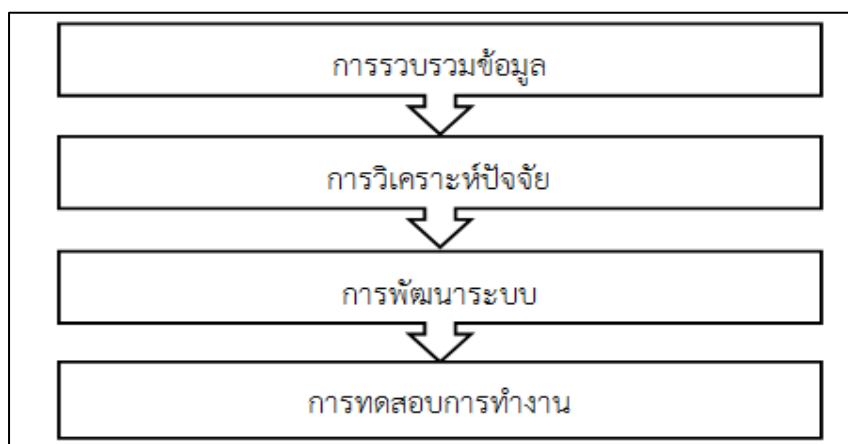 การรวบรวมข้อมูล
การวิเคราะห์ปัจจัย
การพัฒนาระบบ
การทดสอบการทำงาน